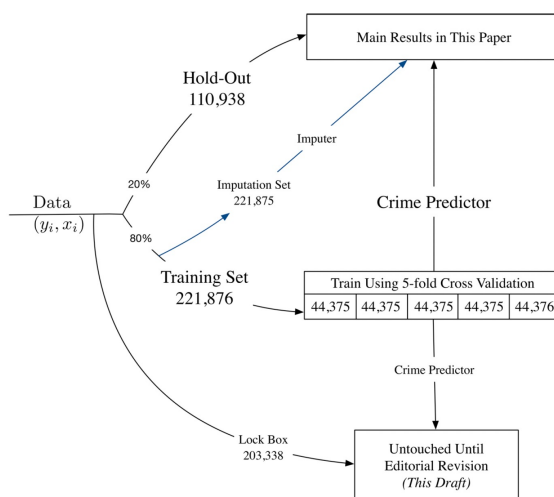 Main Results in This Paper
Hold-Out
110,938
Imputer
20%
Imputation Set
221,875
Data
(yᵢ, xᵢ)
80%
Crime Predictor
Training Set
221,876
Train Using 5-fold Cross Validation
44,375 44,375 44,375 44,375 44,376
Crime Predictor
Lock Box
203,338
Untouched Until
Editorial Revision
(This Draft)